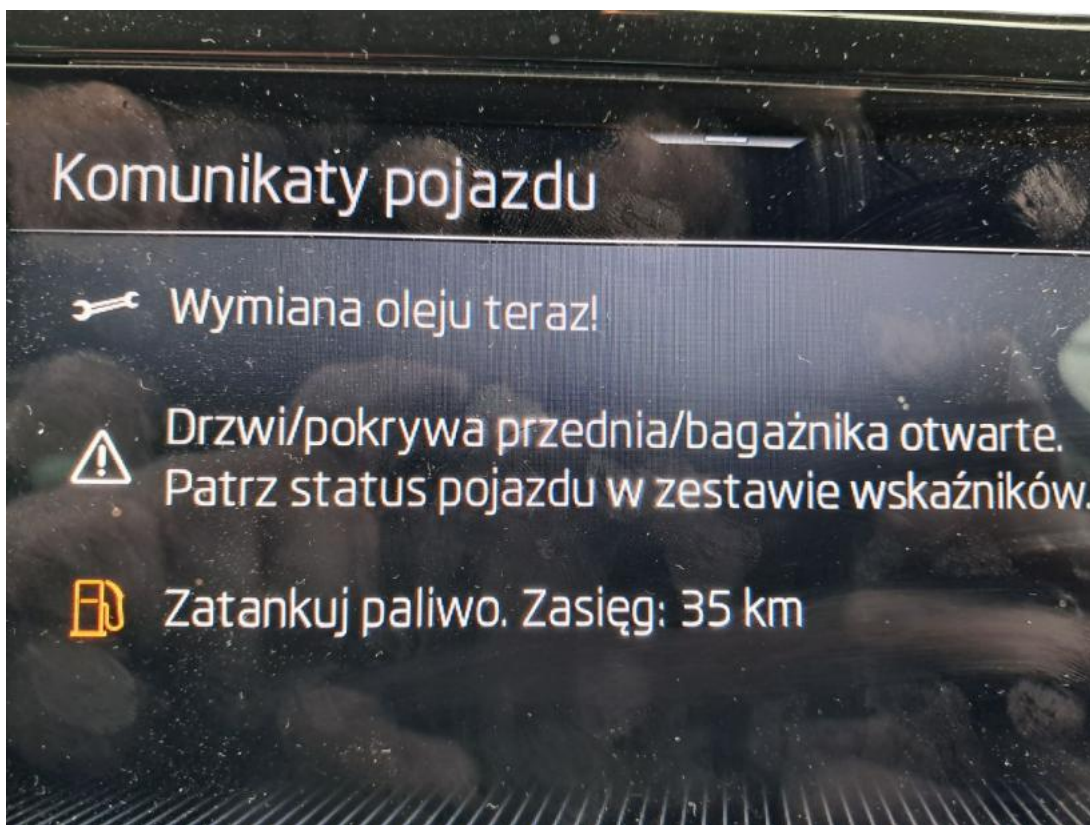 Komunikaty pojazdu
Wymiana oleju teraz!
Drzwi/pokrywa przednia/bagażnika otwarte.
Patrz status pojazdu w zestawie wskaźników.
Zatankuj paliwo. Zasięg: 35 km